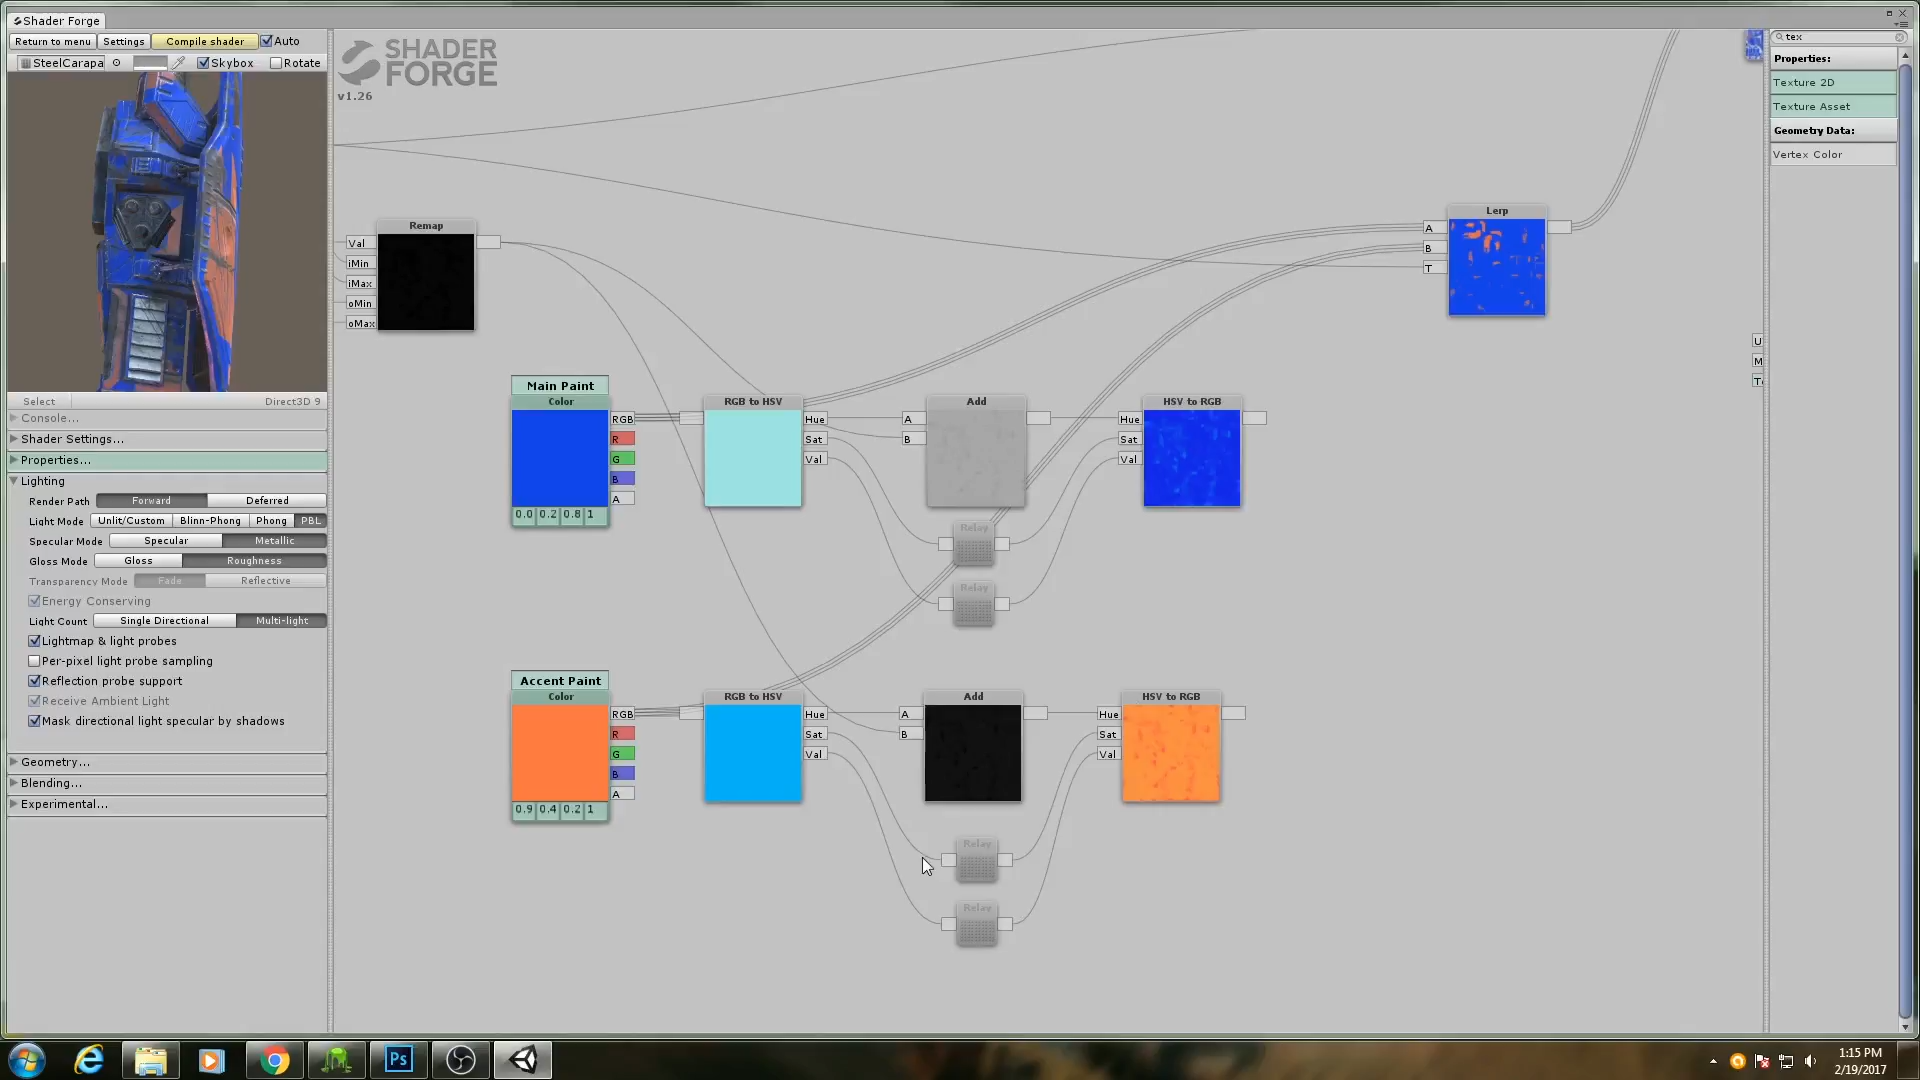 Shader Forge
Return to menu Settings Compile shader Auto
SteelCarapa Skybox Rotate
SHADER FORGE
v1.26
tex
Properties:
Texture 2D
Texture Asset
Geometry Data:
Vertex Color
Select Direct3D 9
Console...
Shader Settings...
Properties...
Lighting
Render Path Forward Deferred
Light Mode Unlit/Custom Blinn-Phong Phong PBL
Specular Mode Specular Metallic
Gloss Mode Gloss Roughness
Transparency Mode Fade Reflective
Energy Conserving
Light Count Single Directional Multi-light
Lightmap & light probes
Per-pixel light probe sampling
Reflection probe support
Receive Ambient Light
Mask directional light specular by shadows
Geometry...
Blending...
Experimental...
Remap
Val
iMin
iMax
oMin
oMax
Lerp
A
B
T
U
M
Te
Main Paint
Color
RGB
R
G
B
A
0.0 0.2 0.8 1
RGB to HSV
Hue
Sat
Val
Add
A
B
HSV to RGB
Hue
Sat
Val
Relay
Relay
Accent Paint
Color
RGB
R
G
B
A
0.9 0.4 0.2 1
RGB to HSV
Hue
Sat
Val
Add
A
B
HSV to RGB
Hue
Sat
Val
Relay
Relay
Ps
1:15 PM
2/19/2017